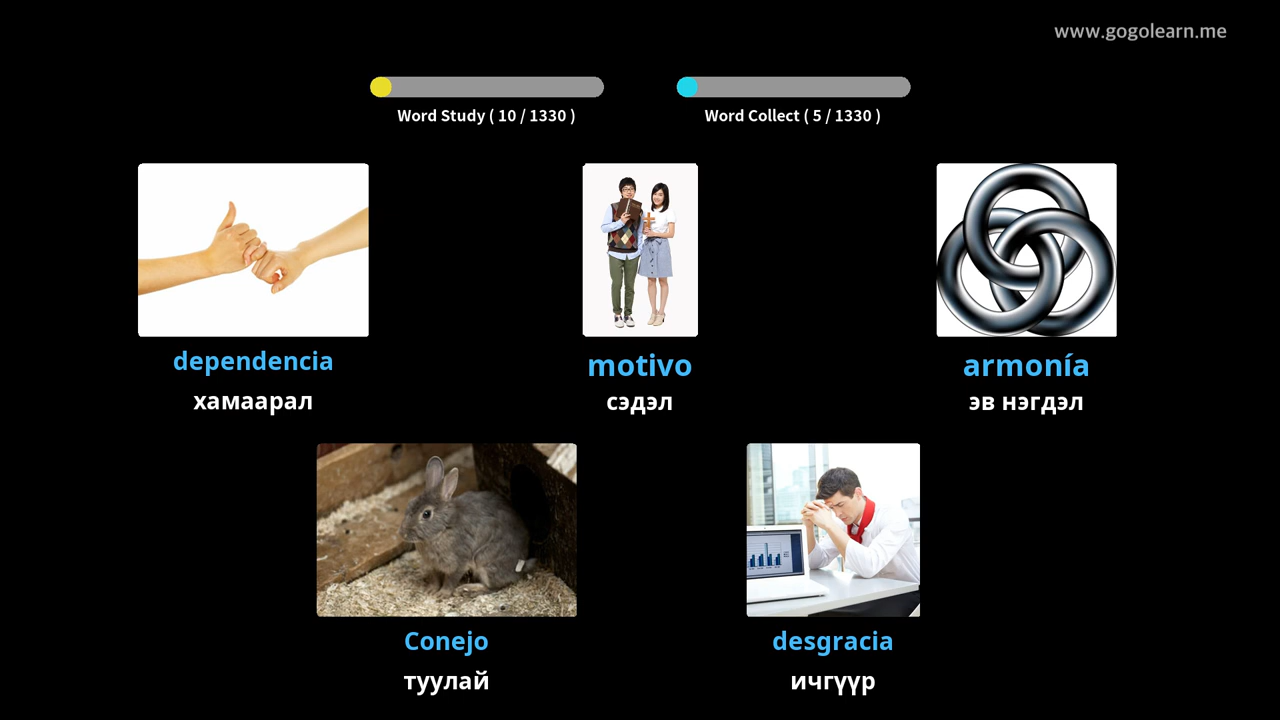 www.gogolearn.me
Word Study ( 10 / 1330 )
Word Collect ( 5 / 1330 )
dependencia
хамаарал
motivo
сэдэл
armonía
эв нэгдэл
Conejo
туулай
desgracia
ичгүүр